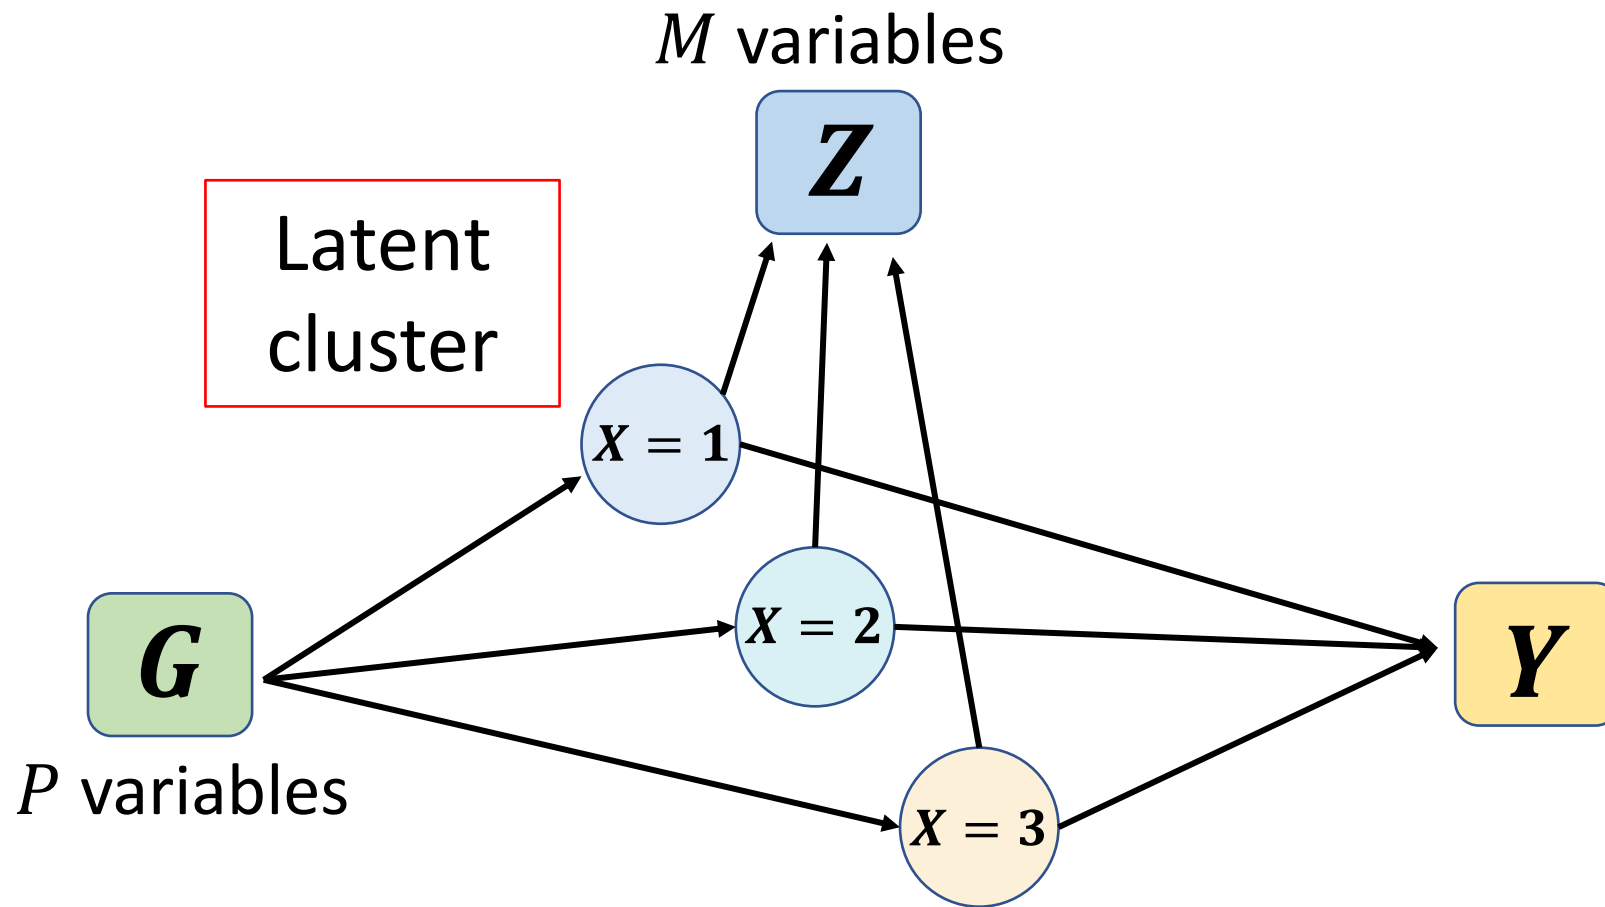 M variables
Z
Latent
cluster
X = 1
X = 2
G
Y
P variables
X = 3